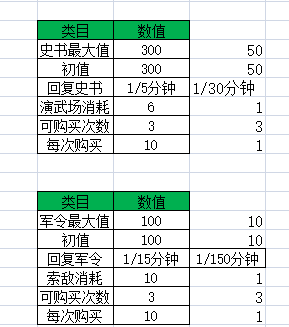 类目 数值
史书最大值 300 50
初值 300 50
回复史书 1/5分钟 1/30分钟
演武场消耗 6 1
可购买次数 3 3
每次购买 10 1
类目 数值
军令最大值 100 10
初值 100 10
回复军令 1/15分钟 1/150分钟
索敌消耗 10 1
可购买次数 3 3
每次购买 10 1